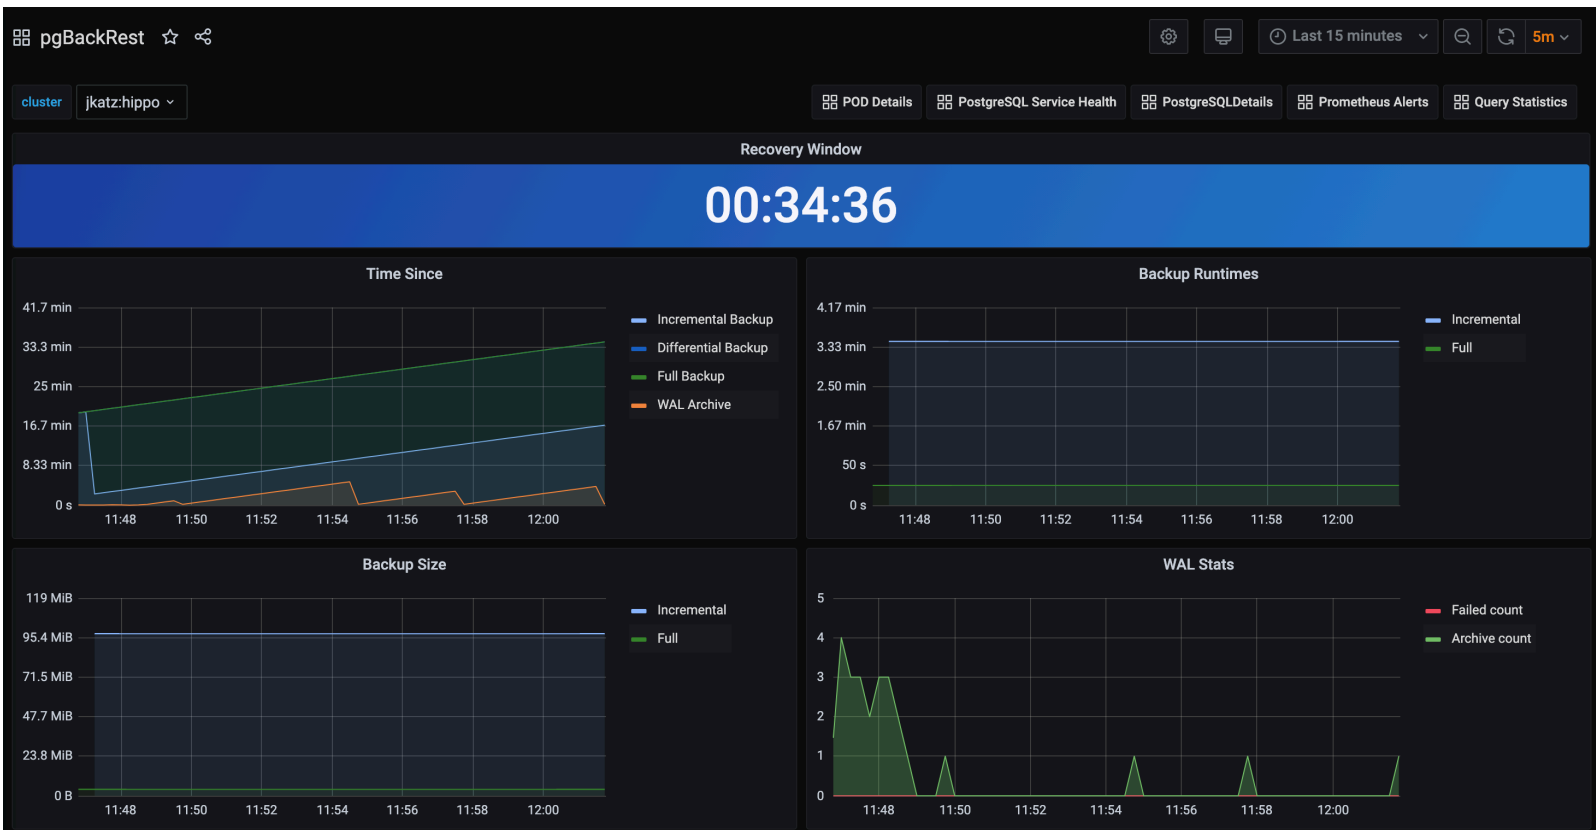 pgBackRest
Last 15 minutes
5m
cluster
jkatz:hippo
POD Details
PostgreSQL Service Health
PostgreSQLDetails
Prometheus Alerts
Query Statistics
Recovery Window
00:34:36
Time Since
41.7 min
33.3 min
25 min
16.7 min
8.33 min
0 s
11:48 11:50 11:52 11:54 11:56 11:58 12:00
Incremental Backup
Differential Backup
Full Backup
WAL Archive
Backup Runtimes
4.17 min
3.33 min
2.50 min
1.67 min
50 s
0 s
11:48 11:50 11:52 11:54 11:56 11:58 12:00
Incremental
Full
Backup Size
119 MiB
95.4 MiB
71.5 MiB
47.7 MiB
23.8 MiB
0 B
11:48 11:50 11:52 11:54 11:56 11:58 12:00
Incremental
Full
WAL Stats
5
4
3
2
1
0
11:48 11:50 11:52 11:54 11:56 11:58 12:00
Failed count
Archive count